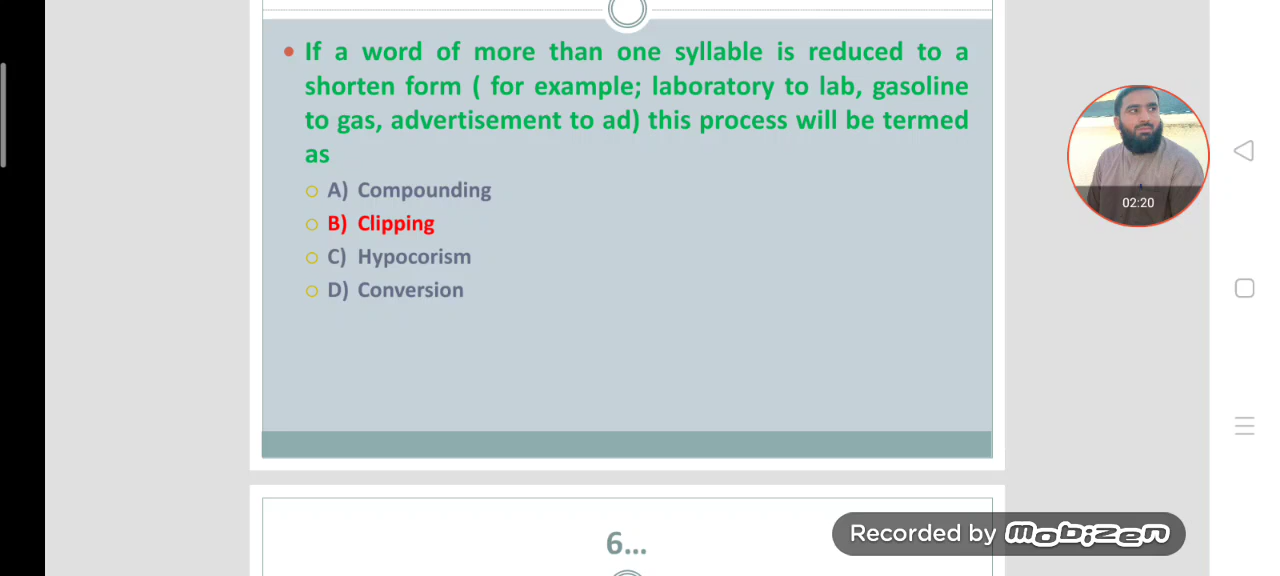 If a word of more than one syllable is reduced to a
shorten form ( for example; laboratory to lab, gasoline
to gas, advertisement to ad) this process will be termed
as
A) Compounding
B) Clipping
C) Hypocorism
D) Conversion
02:20
6...
Recorded by mobizen